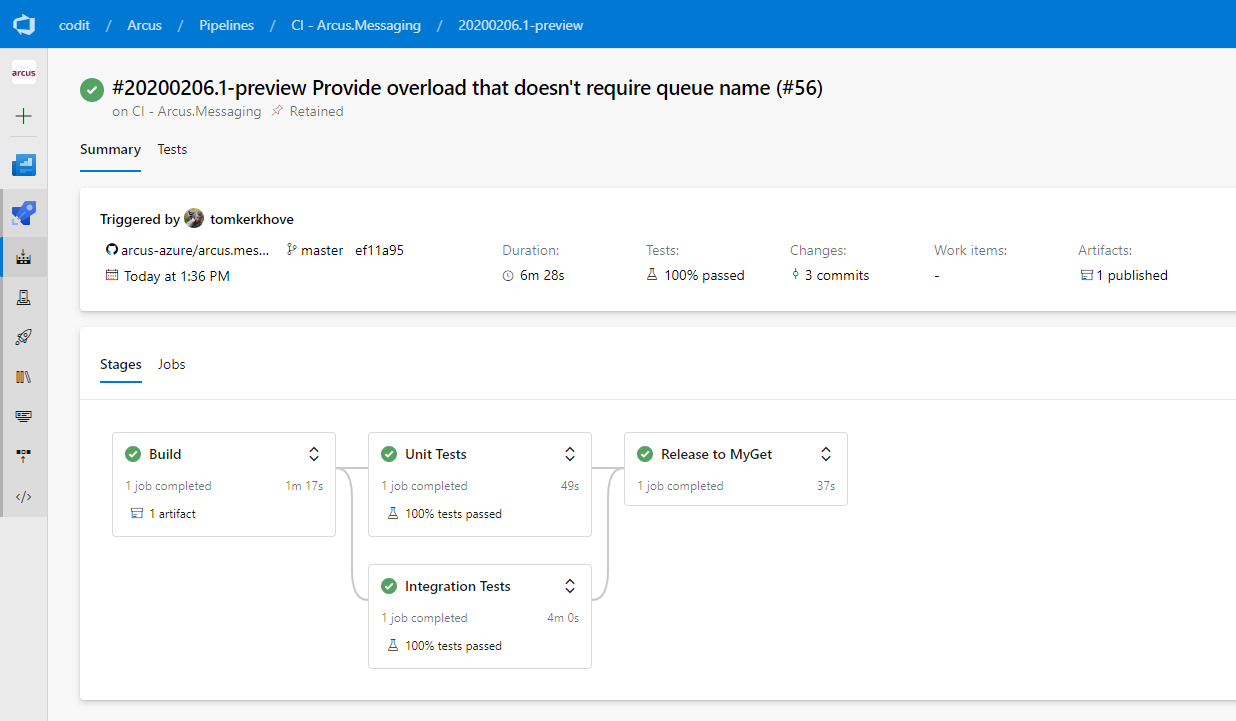 codit / Arcus / Pipelines / CI - Arcus.Messaging / 20200206.1-preview
arcus
#20200206.1-preview Provide overload that doesn't require queue name (#56)
on CI - Arcus.Messaging Retained
Summary Tests
Triggered by tomkerkhove
arcus-azure/arcus.mes... master ef11a95 Duration: Tests: Changes: Work items: Artifacts:
Today at 1:36 PM 6m 28s 100% passed 3 commits - 1 published
Stages Jobs
Build Unit Tests Release to MyGet
1 job completed 1m 17s 1 job completed 49s 1 job completed 37s
1 artifact 100% tests passed
Integration Tests
1 job completed 4m 0s
100% tests passed